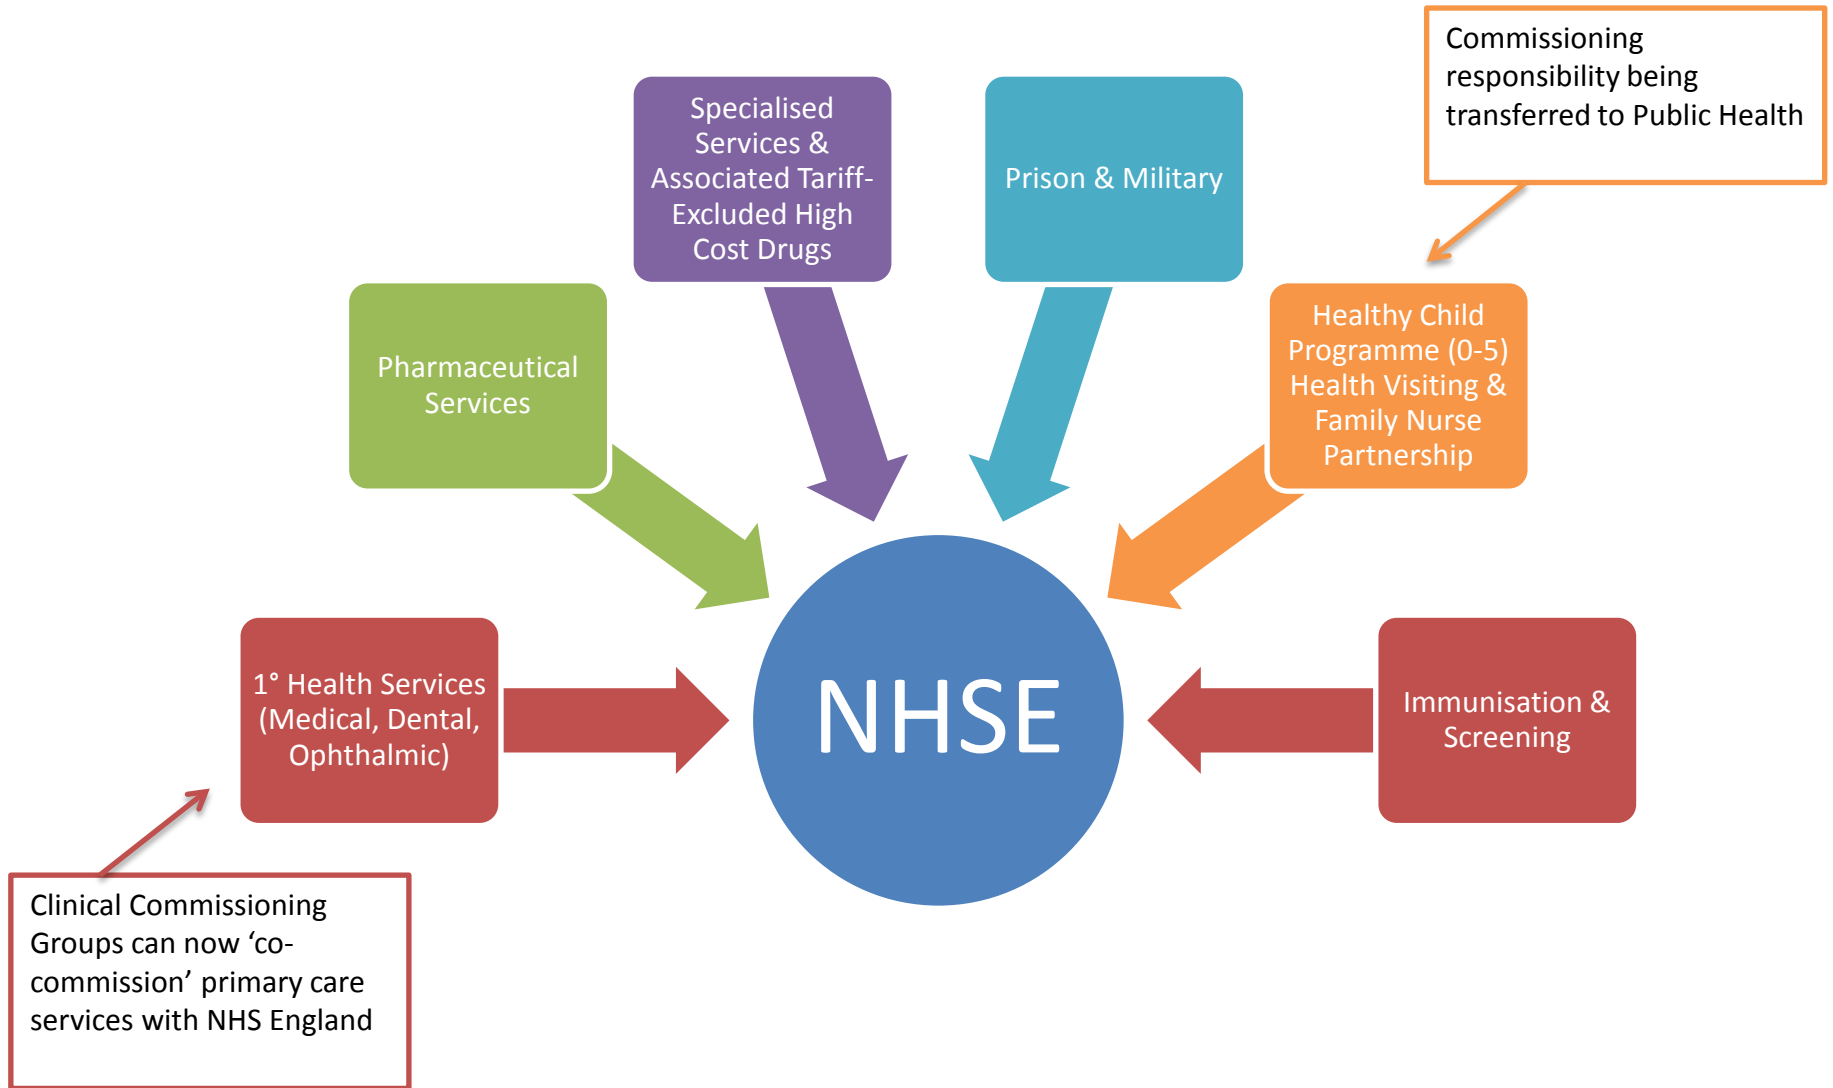 Commissioning
responsibility being
transferred to Public Health
Specialised
Services &
Associated Tariff-
Excluded High
Cost Drugs
Prison & Military
Pharmaceutical
Services
Healthy Child
Programme (0-5)
Health Visiting &
Family Nurse
Partnership
1° Health Services
(Medical, Dental,
Ophthalmic)
NHSE
Immunisation &
Screening
Clinical Commissioning
Groups can now ‘co-
commission’ primary care
services with NHS England